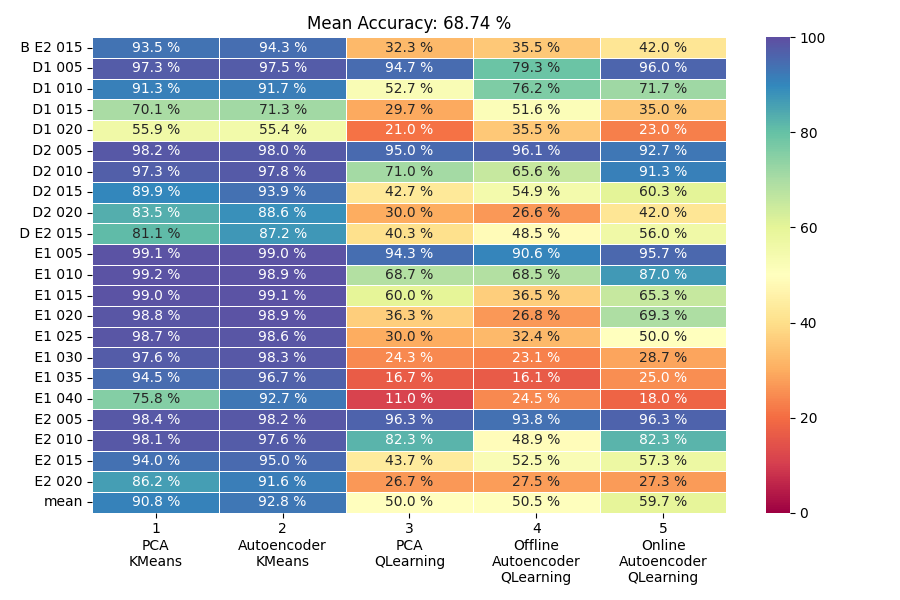 Mean Accuracy: 68.74 %
B E2 015 93.5 % 94.3 % 32.3 % 35.5 % 42.0 % 100
D1 005 97.3 % 97.5 % 94.7 % 79.3 % 96.0 %
D1 010 91.3 % 91.7 % 52.7 % 76.2 % 71.7 %
D1 015 70.1 % 71.3 % 29.7 % 51.6 % 35.0 %
D1 020 55.9 % 55.4 % 21.0 % 35.5 % 23.0 % 80
D2 005 98.2 % 98.0 % 95.0 % 96.1 % 92.7 %
D2 010 97.3 % 97.8 % 71.0 % 65.6 % 91.3 %
D2 015 89.9 % 93.9 % 42.7 % 54.9 % 60.3 %
D2 020 83.5 % 88.6 % 30.0 % 26.6 % 42.0 %
D E2 015 81.1 % 87.2 % 40.3 % 48.5 % 56.0 % 60
E1 005 99.1 % 99.0 % 94.3 % 90.6 % 95.7 %
E1 010 99.2 % 98.9 % 68.7 % 68.5 % 87.0 %
E1 015 99.0 % 99.1 % 60.0 % 36.5 % 65.3 %
E1 020 98.8 % 98.9 % 36.3 % 26.8 % 69.3 % 40
E1 025 98.7 % 98.6 % 30.0 % 32.4 % 50.0 %
E1 030 97.6 % 98.3 % 24.3 % 23.1 % 28.7 %
E1 035 94.5 % 96.7 % 16.7 % 16.1 % 25.0 %
E1 040 75.8 % 92.7 % 11.0 % 24.5 % 18.0 %
E2 005 98.4 % 98.2 % 96.3 % 93.8 % 96.3 % 20
E2 010 98.1 % 97.6 % 82.3 % 48.9 % 82.3 %
E2 015 94.0 % 95.0 % 43.7 % 52.5 % 57.3 %
E2 020 86.2 % 91.6 % 26.7 % 27.5 % 27.3 %
mean 90.8 % 92.8 % 50.0 % 50.5 % 59.7 % 0
1 2 3 4 5
PCA Autoencoder PCA Offline Online
KMeans KMeans QLearning Autoencoder Autoencoder
QLearning QLearning